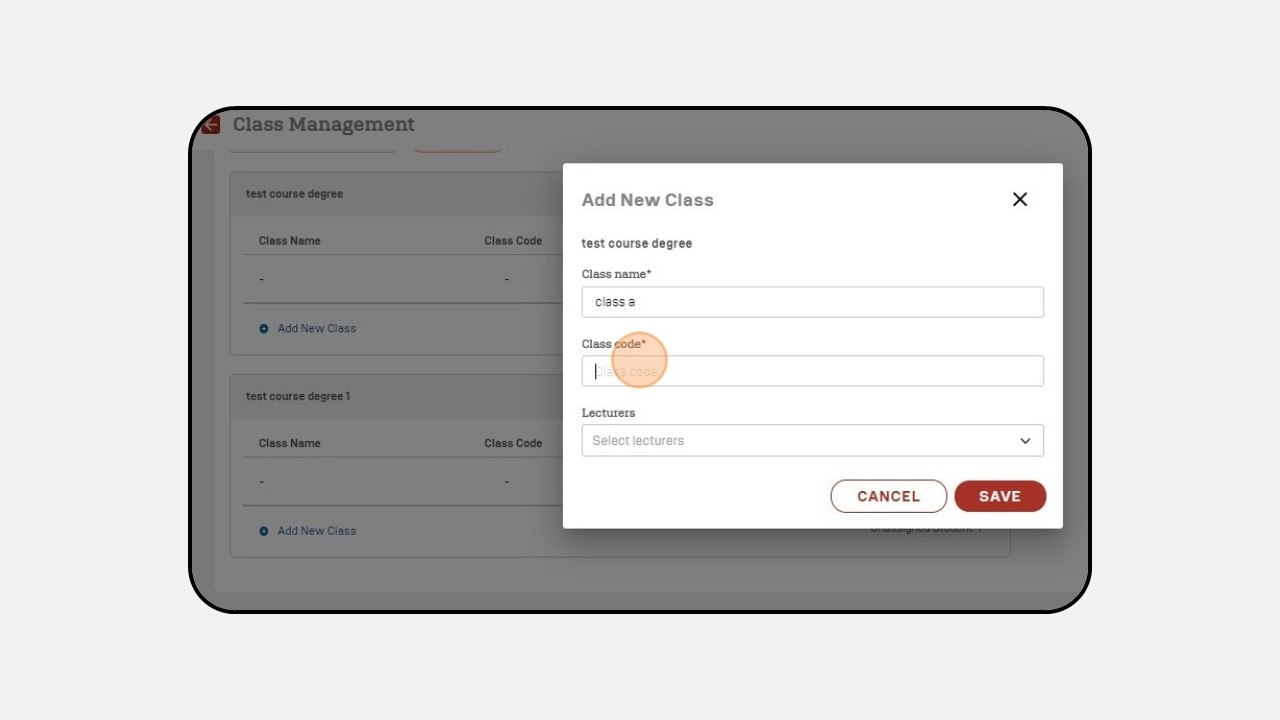 Class Management
test course degree
Class Name Class Code
- -
Add New Class
test course degree 1
Class Name Class Code
- -
Add New Class
Add New Class
test course degree
Class name*
class a
Class code*
Class code
Lecturers
Select lecturers
CANCEL SAVE